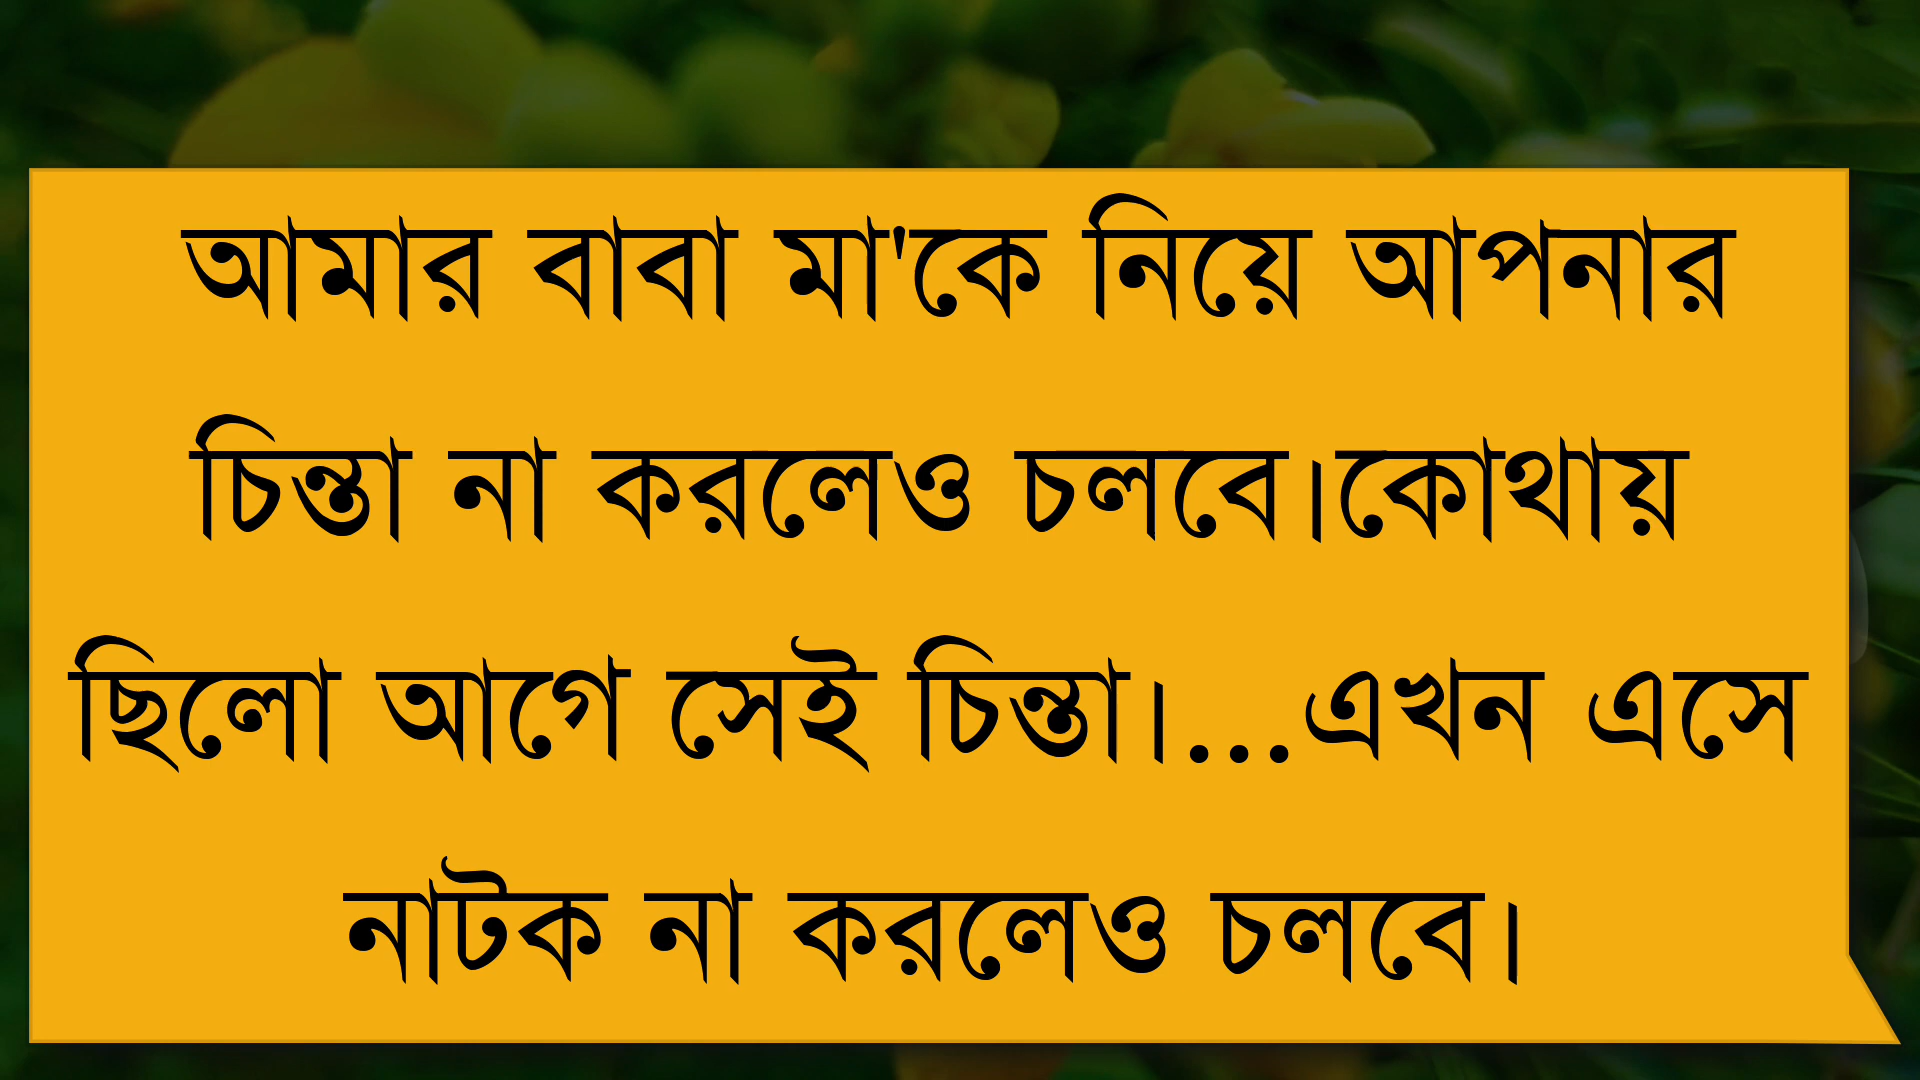 আমার বাবা মা'কে নিয়ে আপনার
চিন্তা না করলেও চলবে।কোথায়
ছিলো আগে সেই চিন্তা।...এখন এসে
নাটক না করলেও চলবে।